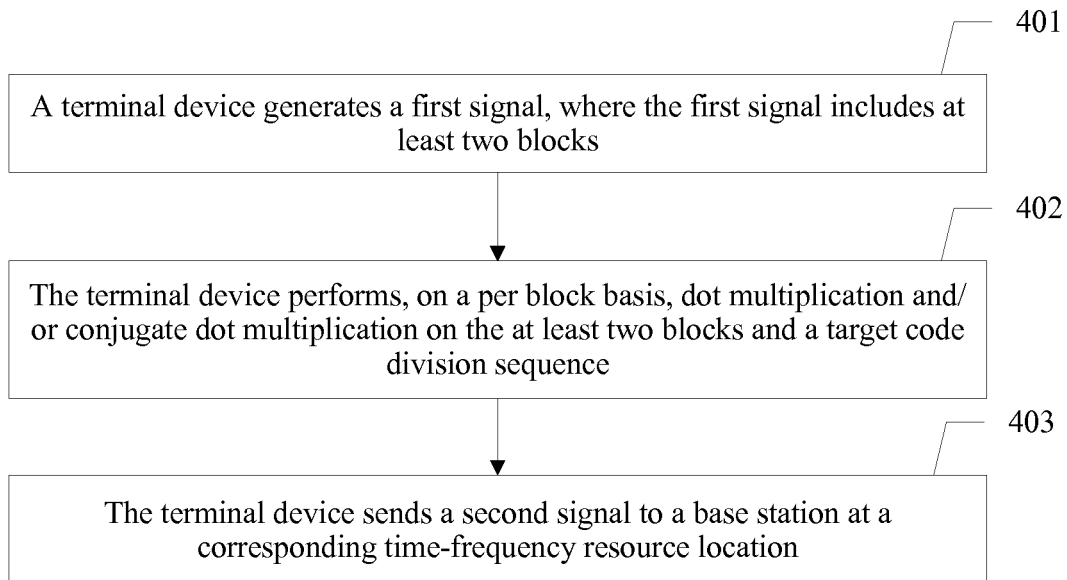 401
A terminal device generates a first signal, where the first signal includes at
least two blocks
402
The terminal device performs, on a per block basis, dot multiplication and/
or conjugate dot multiplication on the at least two blocks and a target code
division sequence
403
The terminal device sends a second signal to a base station at a
corresponding time-frequency resource location